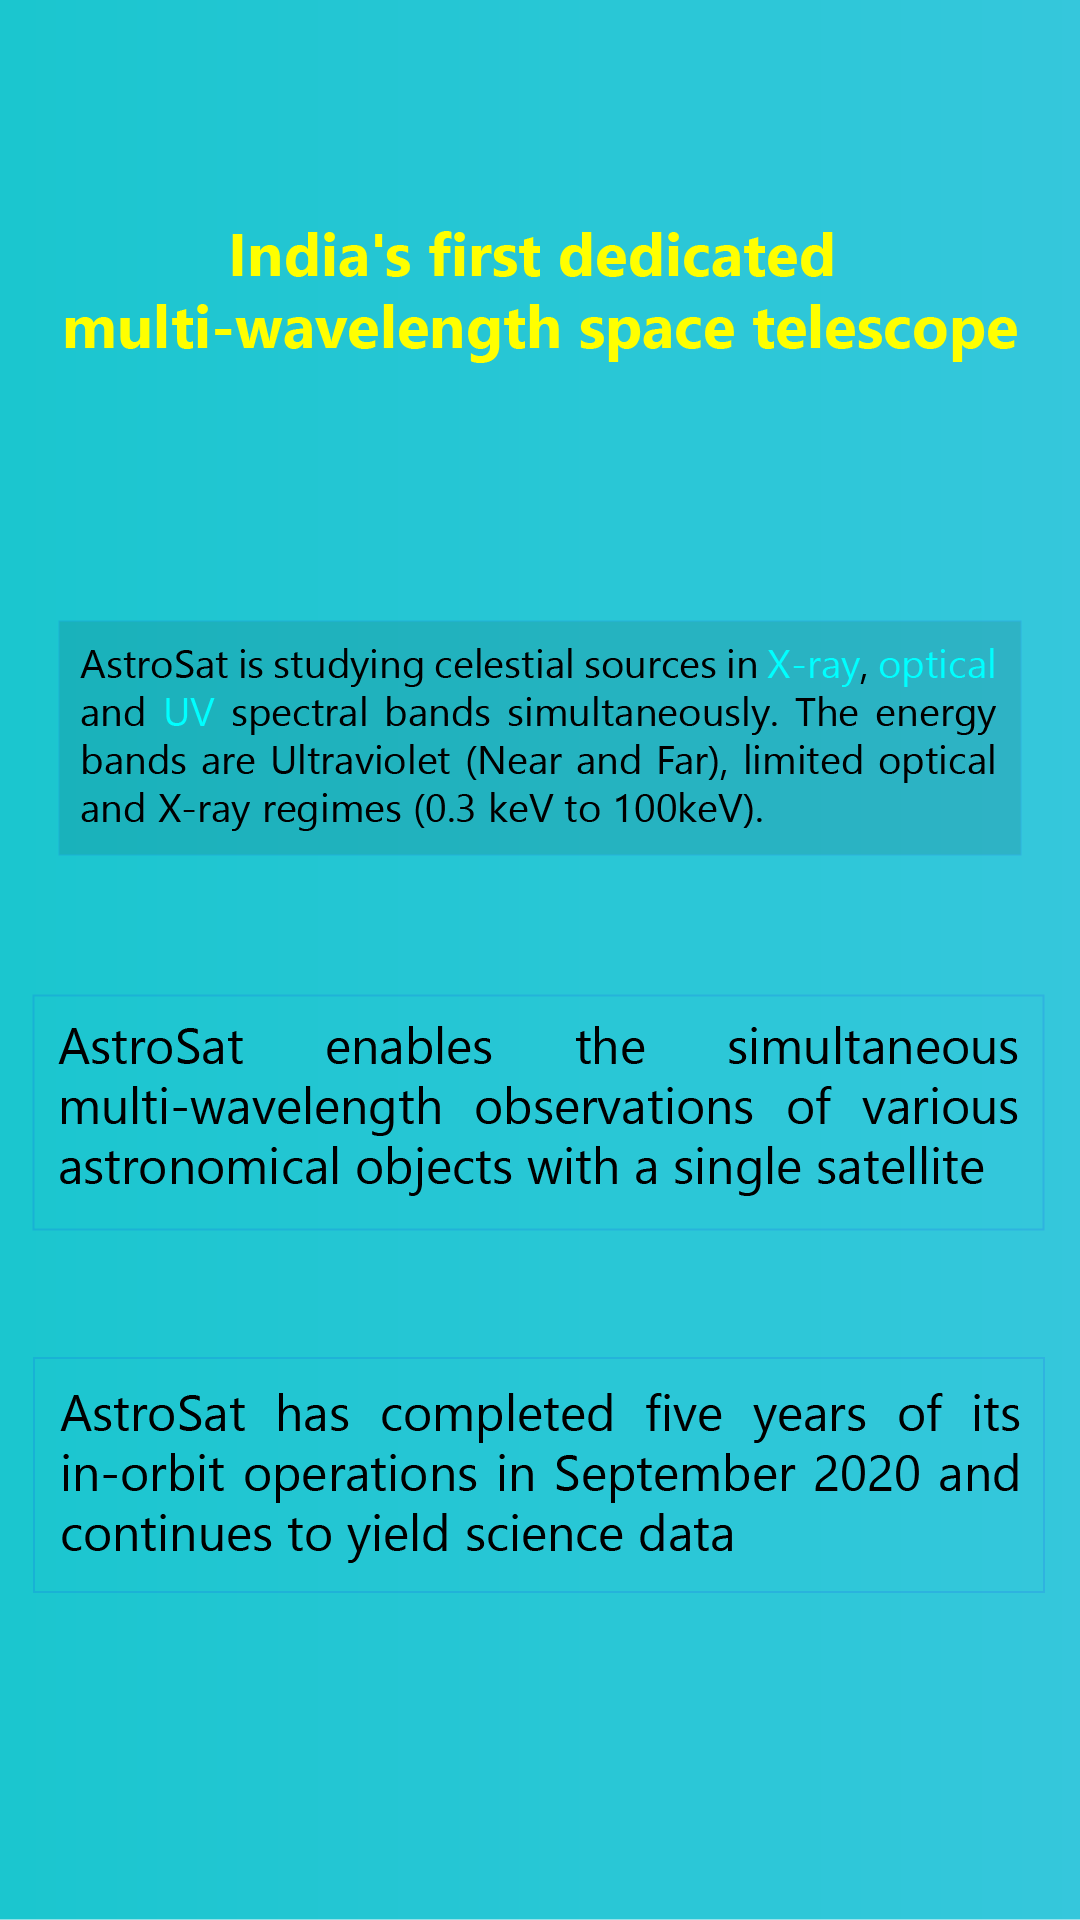 India's first dedicated
multi-wavelength space telescope
AstroSat is studying celestial sources in X-ray, optical
and UV spectral bands simultaneously. The energy
bands are Ultraviolet (Near and Far), limited optical
and X-ray regimes (0.3 keV to 100keV).
AstroSat enables the simultaneous
multi-wavelength observations of various
astronomical objects with a single satellite
AstroSat has completed five years of its
in-orbit operations in September 2020 and
continues to yield science data